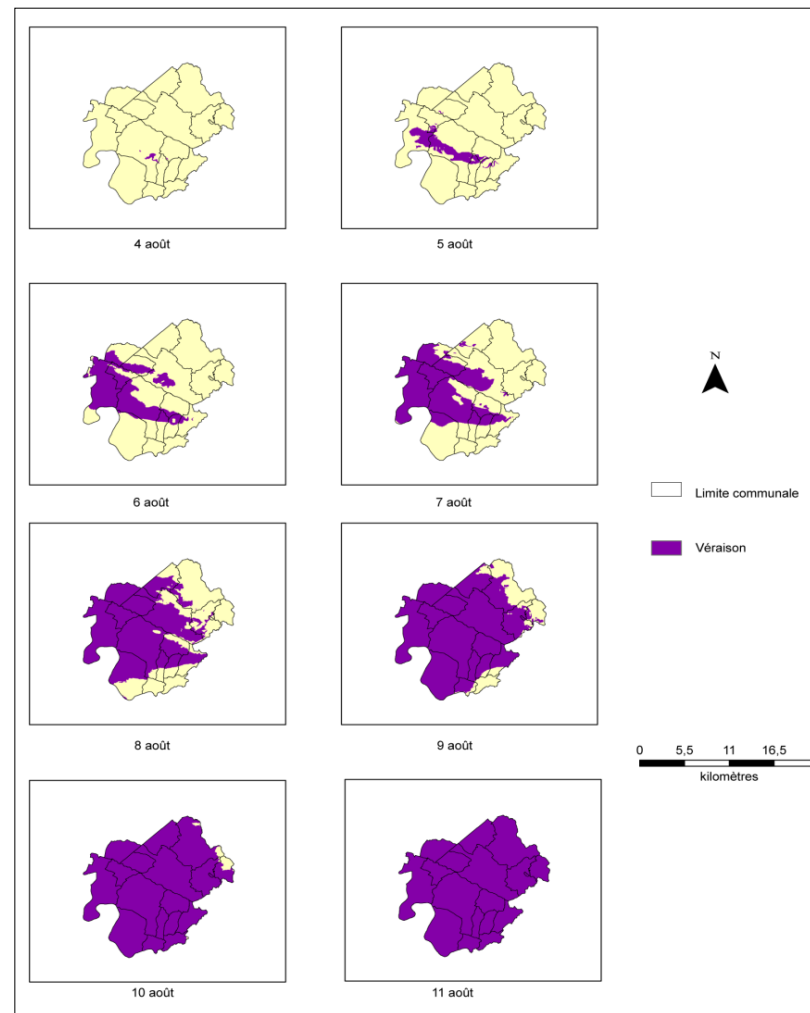 4 août
5 août
6 août
7 août
N
Limite communale
Véraison
8 août
9 août
0 5,5 11 16,5
kilomètres
10 août
11 août